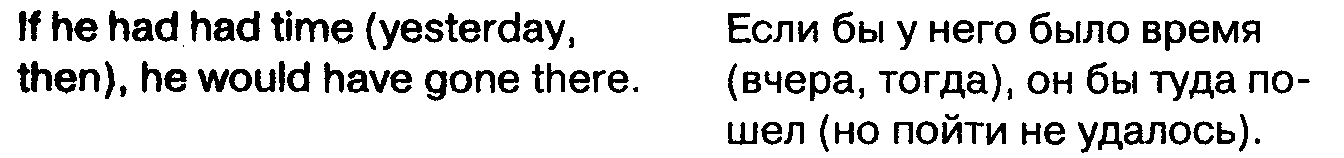 If he had had time (yesterday,
then), he would have gone there.
Если бы у него было время
(вчера, тогда), он бы туда по-
шел (но пойти не удалось).